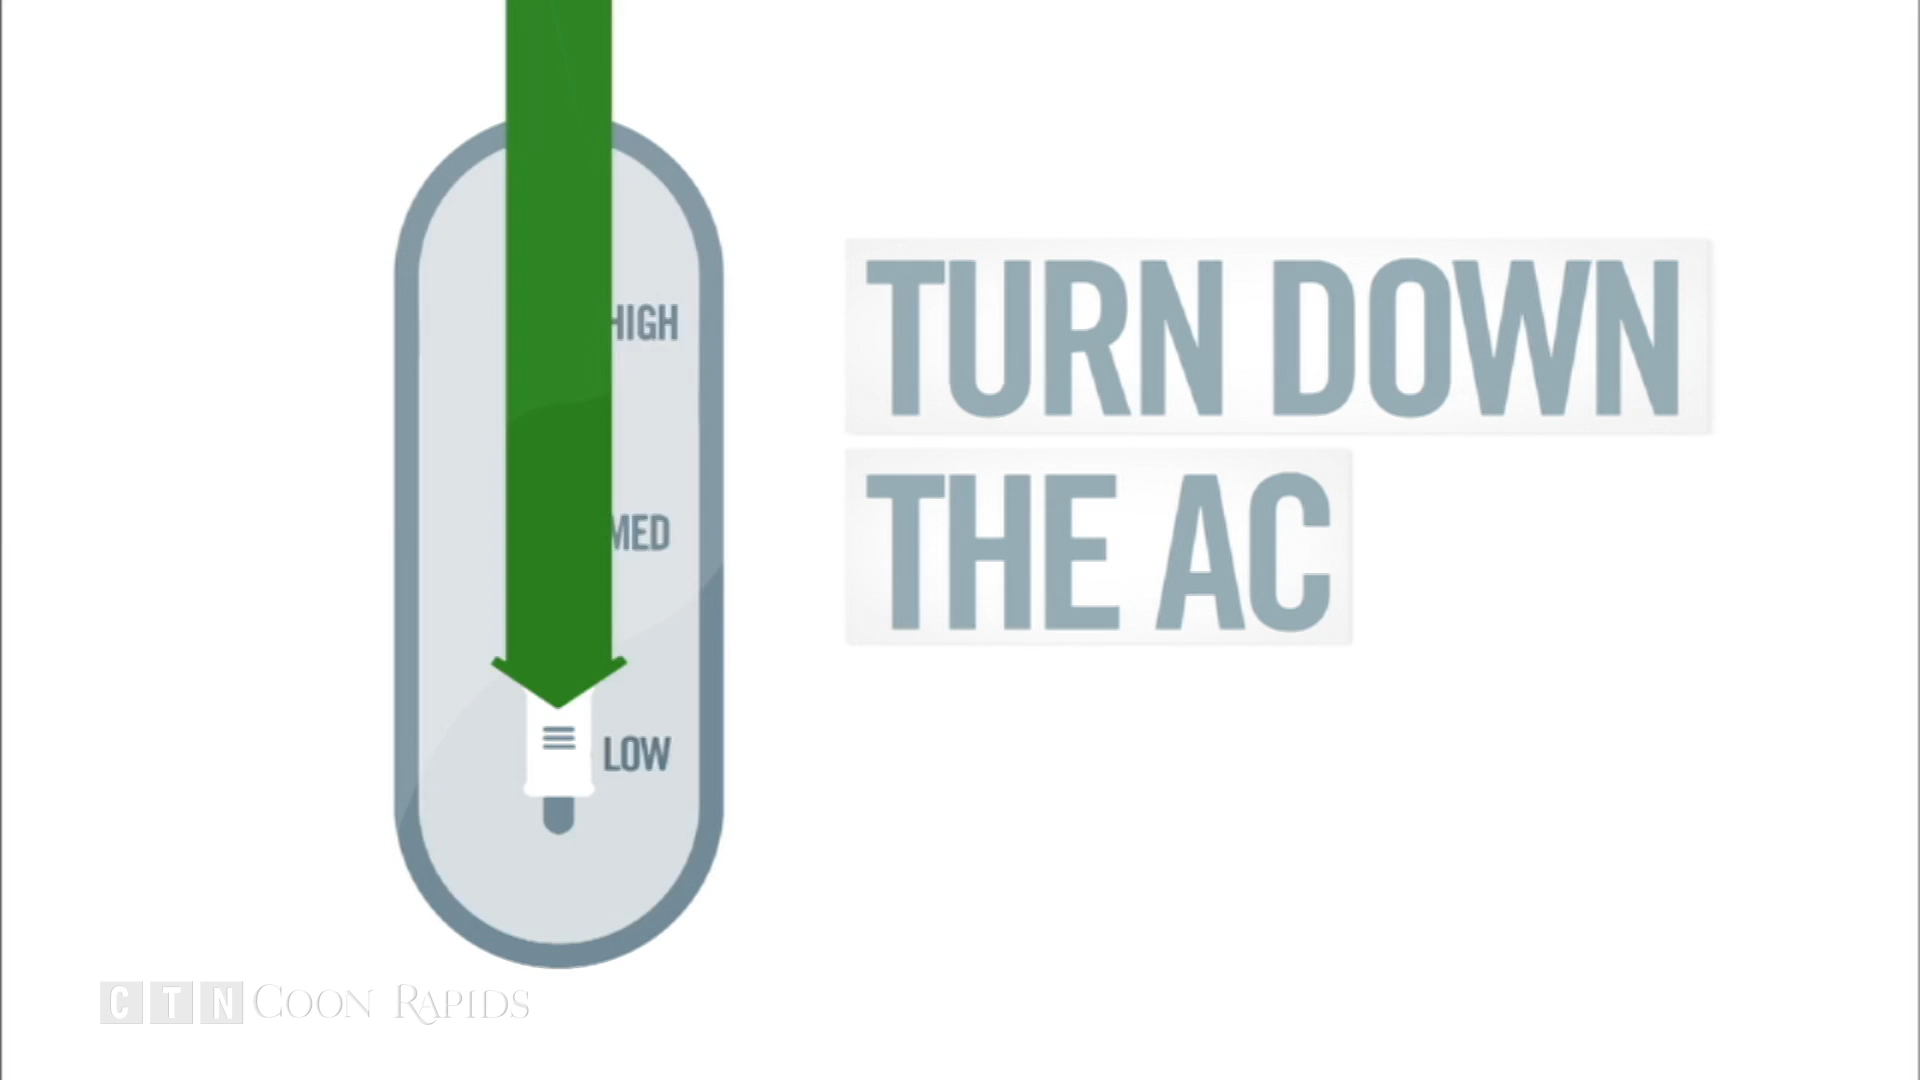 HIGH
MED
LOW
TURN DOWN
THE AC
CTN COON RAPIDS